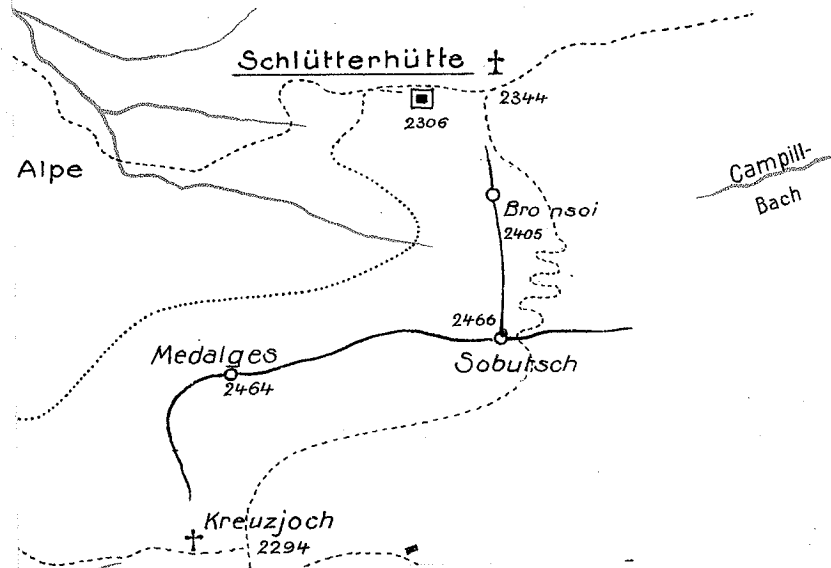 Schlütterhütte
2344
2306
Alpe
Campill-
Bach
Bronsoi
2405
2466
Medalges
2464
Sobutsch
Kreuzjoch
2294